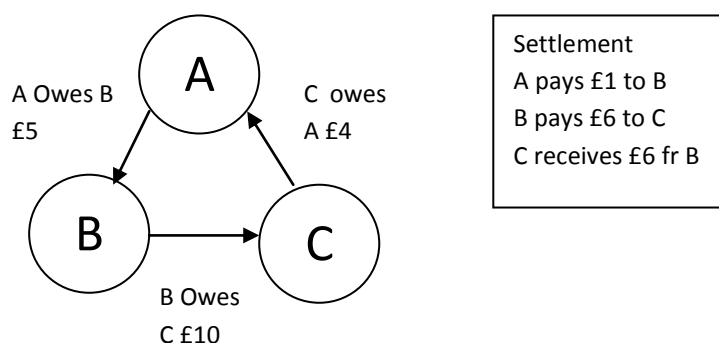 A
A Owes B
£5
C  owes
A £4
B
C
B Owes
C £10
Settlement
A pays £1 to B
B pays £6 to C
C receives £6 fr B